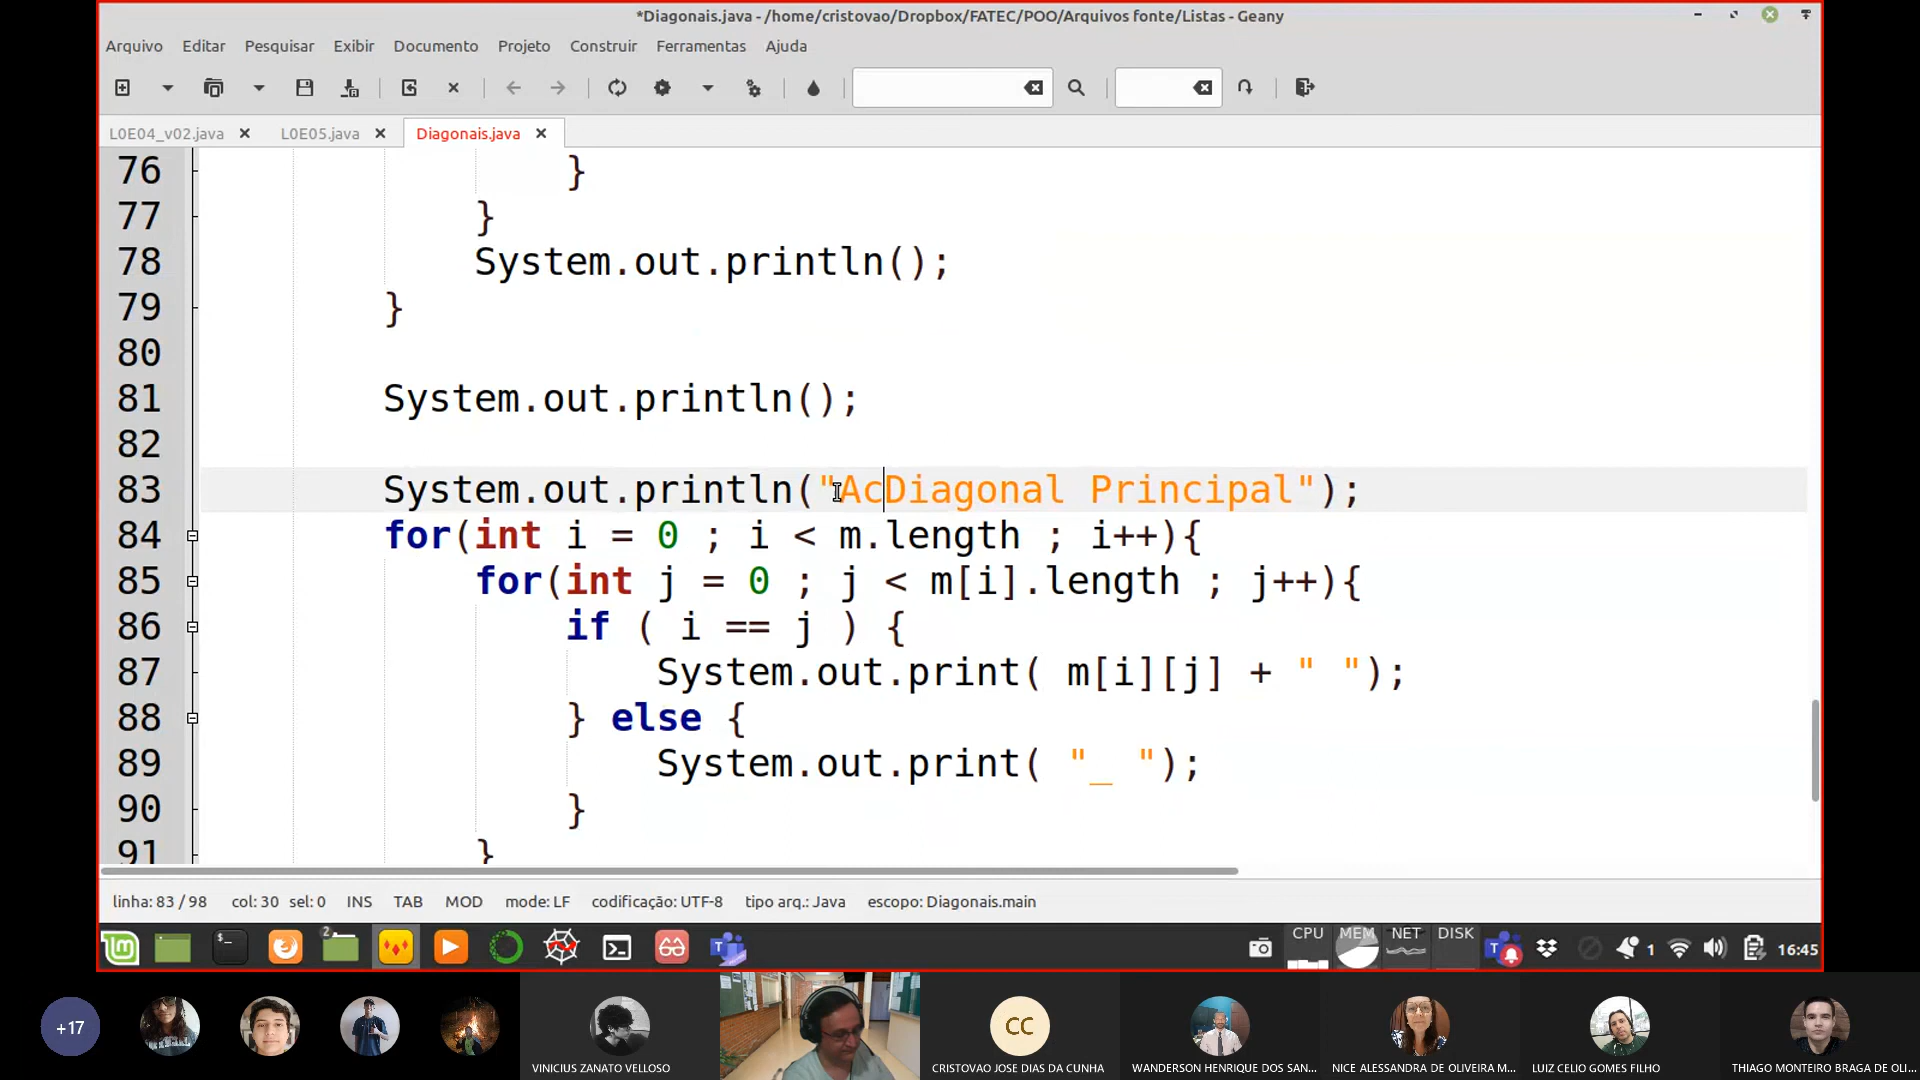 *Diagonais.java - /home/cristovao/Dropbox/FATEC/POO/Arquivos fonte/Listas - Geany
Arquivo Editar Pesquisar Exibir Documento Projeto Construir Ferramentas Ajuda
L0E04_v02.java L0E05.java Diagonais.java
76 }
77 }
78 System.out.println();
79 }
80
81 System.out.println();
82
83 System.out.println("AcDiagonal Principal");
84 for(int i = 0 ; i < m.length ; i++){
85 for(int j = 0 ; j < m[i].length ; j++){
86 if ( i == j ) {
87 System.out.print( m[i][j] + " ");
88 } else {
89 System.out.print( "_ ");
90 }
91 }
linha: 83 / 98 col: 30 sel: 0 INS TAB MOD mode: LF codificação: UTF-8 tipo arq.: Java escopo: Diagonais.main
2 CPU MEM NET DISK 1 16:45
+17 CC
VINICIUS ZANATO VELLOSO CRISTOVAO JOSE DIAS DA CUNHA WANDERSON HENRIQUE DOS SAN... NICE ALESSANDRA DE OLIVEIRA M... LUIZ CELIO GOMES FILHO THIAGO MONTEIRO BRAGA DE OLI...